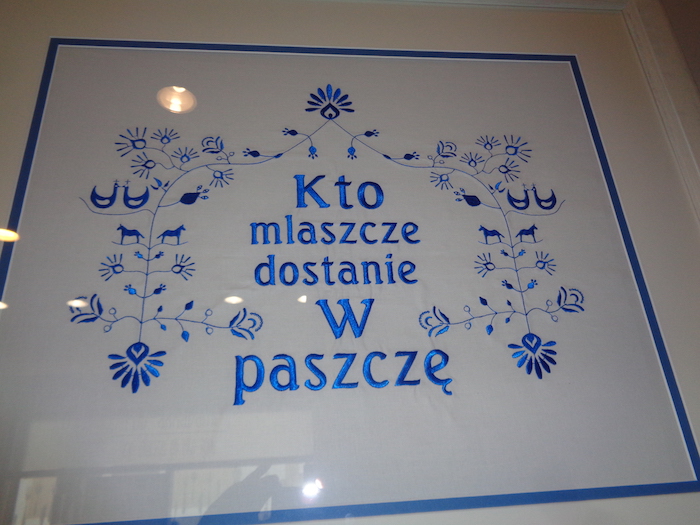 Kto
mlaszcze
dostanie
W
paszczę